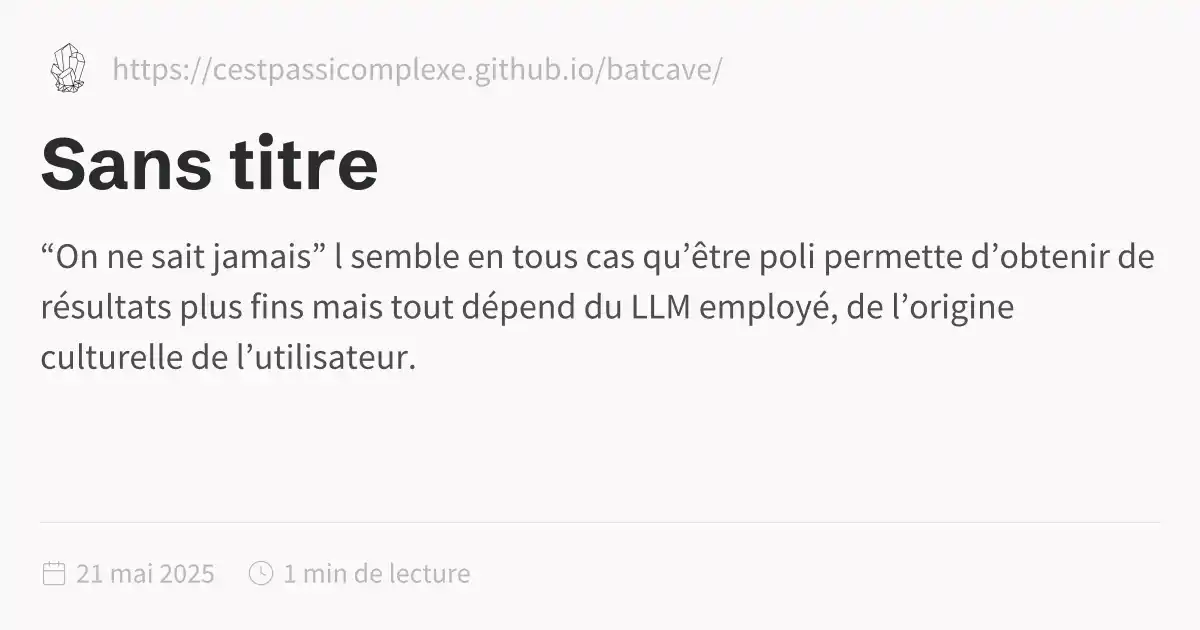 https://cestpassicomplexe.github.io/batcave/
Sans titre
“On ne sait jamais” l semble en tous cas qu’être poli permette d’obtenir de
résultats plus fins mais tout dépend du LLM employé, de l’origine
culturelle de l’utilisateur.
21 mai 2025 1 min de lecture